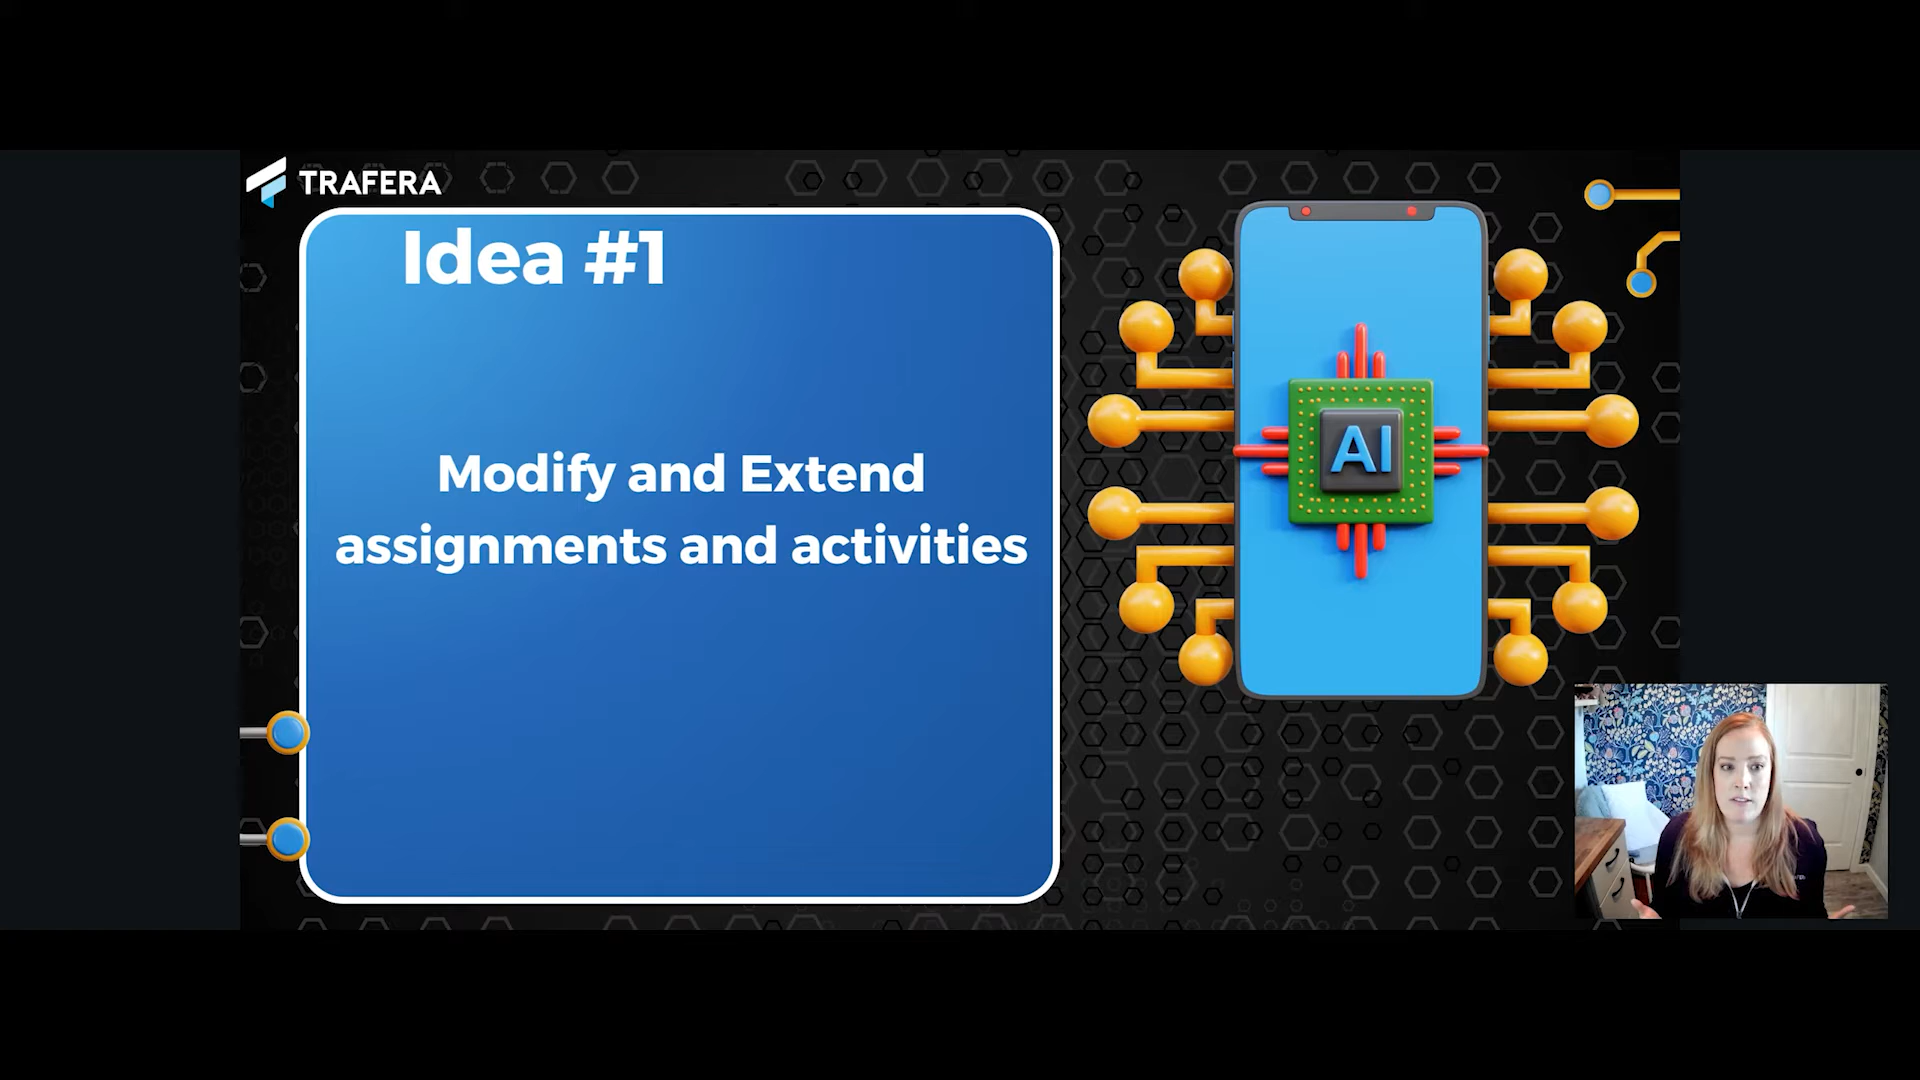 TRAFERA
Idea #1
Modify and Extend
assignments and activities
AI